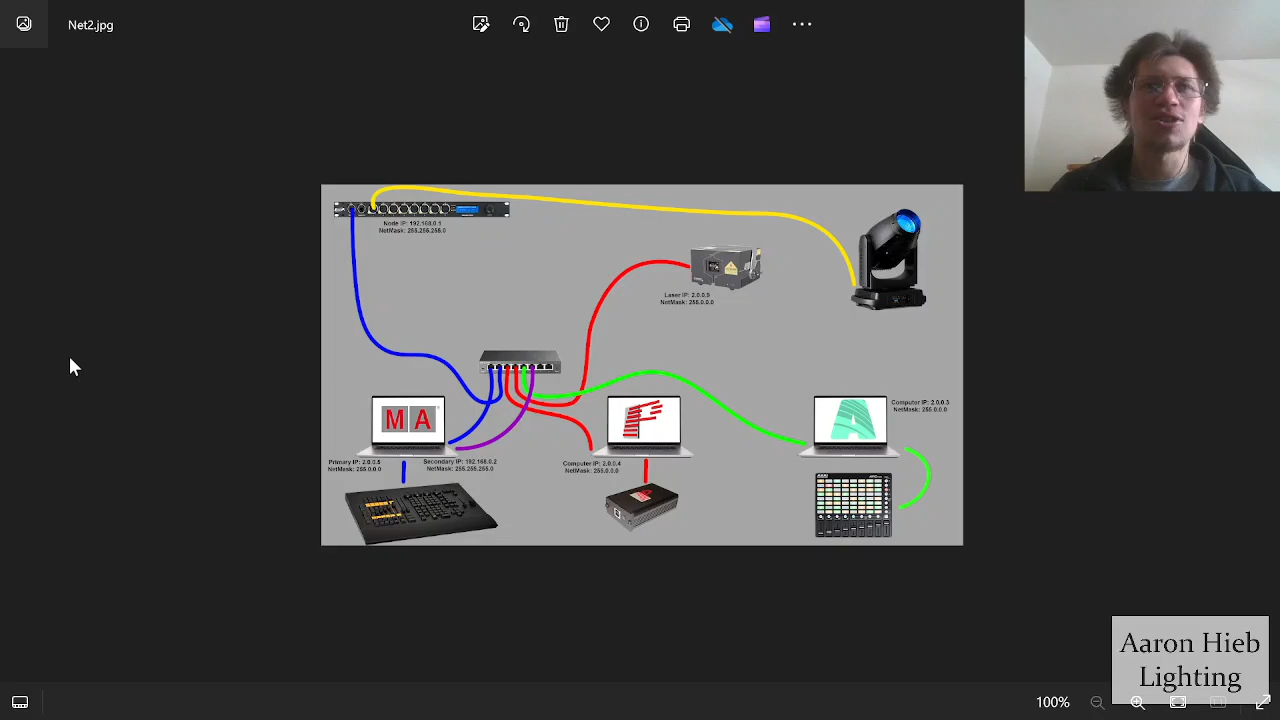 Net2.jpg
Node IP: 192.168.0.1
NetMask: 255.255.255.0
Laser IP: 2.0.0.9
NetMask: 255.0.0.0
MA
Computer IP: 2.0.0.3
NetMask: 255.0.0.0
Primary IP: 2.0.0.5
NetMask: 255.0.0.0
Secondary IP: 192.168.0.2
NetMask: 255.255.255.0
Computer IP: 2.0.0.4
NetMask: 255.0.0.0
Aaron Hieb
Lighting
100%